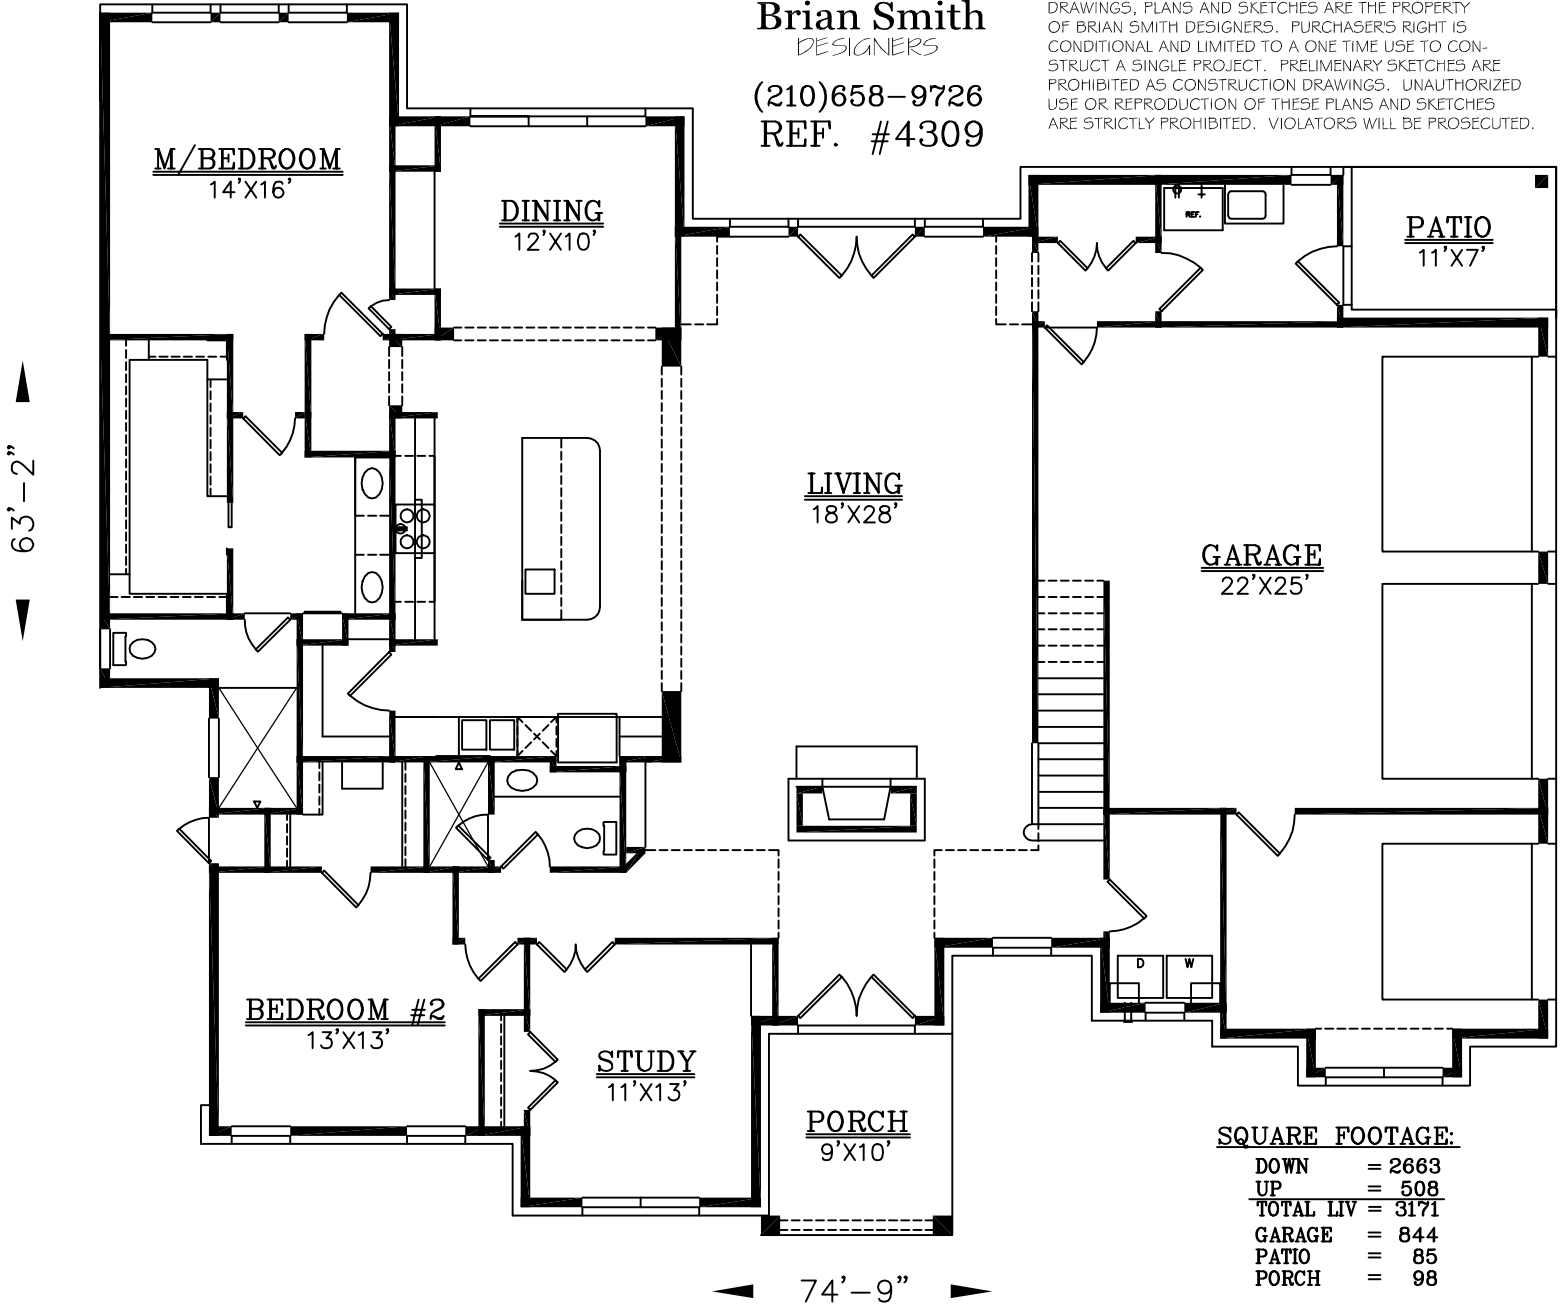 Brian Smith
DESIGNERS
(210)658-9726
REF. #4309
DRAWINGS, PLANS AND SKETCHES ARE THE PROPERTY
OF BRIAN SMITH DESIGNERS. PURCHASER'S RIGHT IS
CONDITIONAL AND LIMITED TO A ONE TIME USE TO CON-
STRUCT A SINGLE PROJECT. PRELIMENARY SKETCHES ARE
PROHIBITED AS CONSTRUCTION DRAWINGS. UNAUTHORIZED
USE OR REPRODUCTION OF THESE PLANS AND SKETCHES
ARE STRICTLY PROHIBITED. VIOLATORS WILL BE PROSECUTED.
M/BEDROOM
14'X16'
DINING
12'X10'
REF.
PATIO
11'X7'
63'-2"
LIVING
18'X28'
GARAGE
22'X25'
D
W
BEDROOM #2
13'X13'
STUDY
11'X13'
PORCH
9'X10'
SQUARE FOOTAGE:
DOWN = 2663
UP = 508
TOTAL LIV = 3171
GARAGE = 844
PATIO = 85
PORCH = 98
74'-9"